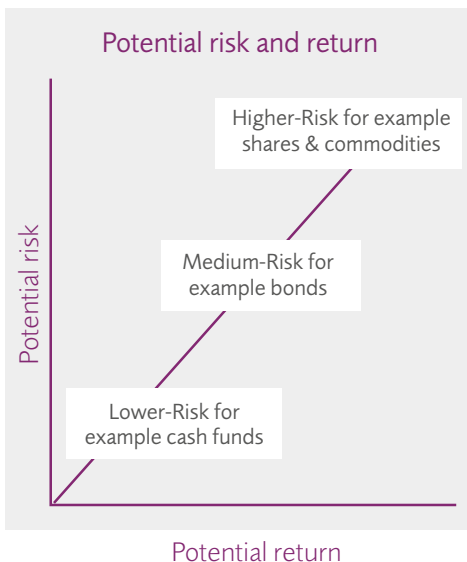 Potential risk and return
Higher-Risk for example
shares & commodities
Medium-Risk for
example bonds
Potential risk
Lower-Risk for
example cash funds
Potential return